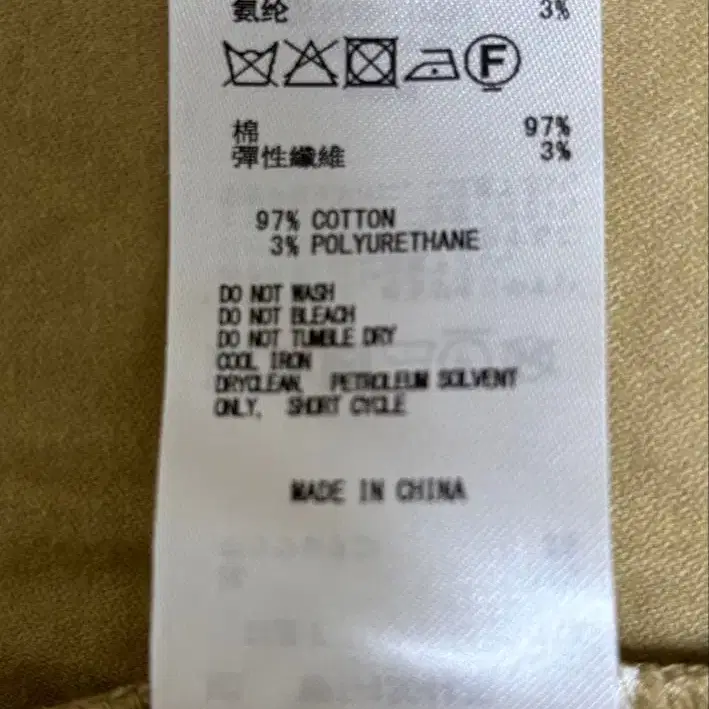 氨纶 3%
F
棉 97%
彈性纖維 3%
97% COTTON
3% POLYURETHANE
DO NOT WASH
DO NOT BLEACH
DO NOT TUMBLE DRY
COOL IRON
DRYCLEAN, PETROLEUM SOLVENT
ONLY, SHORT CYCLE
MADE IN CHINA